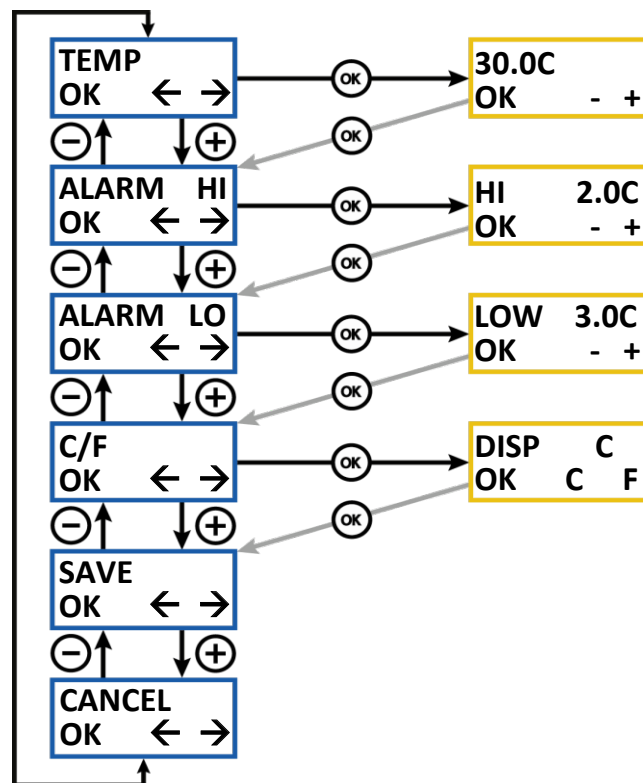 TEMP
OK ← →
OK
30.0C
OK - +
OK
− +
ALARM HI
OK ← →
OK
HI 2.0C
OK - +
OK
− +
ALARM LO
OK ← →
OK
LOW 3.0C
OK - +
OK
− +
C/F
OK ← →
OK
DISP C
OK C F
OK
− +
SAVE
OK ← →
− +
CANCEL
OK ← →